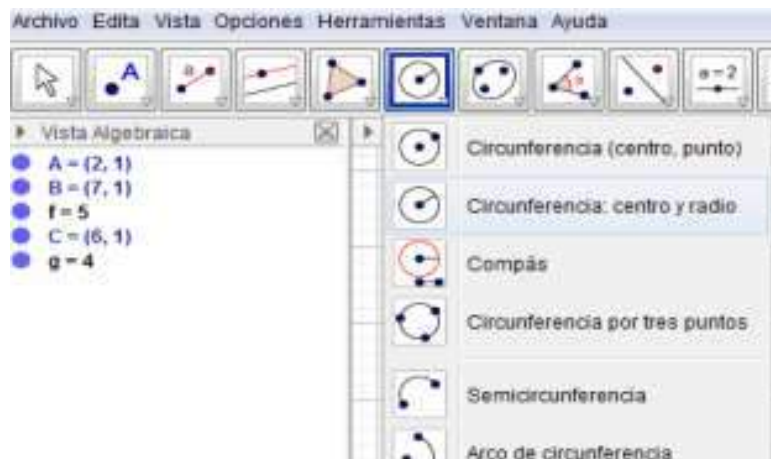 Archivo Edita Vista Opciones Herramientas Ventana Ayuda
A
a=2
Vista Algebraica
A = (2, 1)
B = (7, 1)
f = 5
C = (6, 1)
g = 4
Circunferencia (centro, punto)
Circunferencia: centro y radio
Compás
Circunferencia por tres puntos
Semicircunferencia
Arco de circunferencia